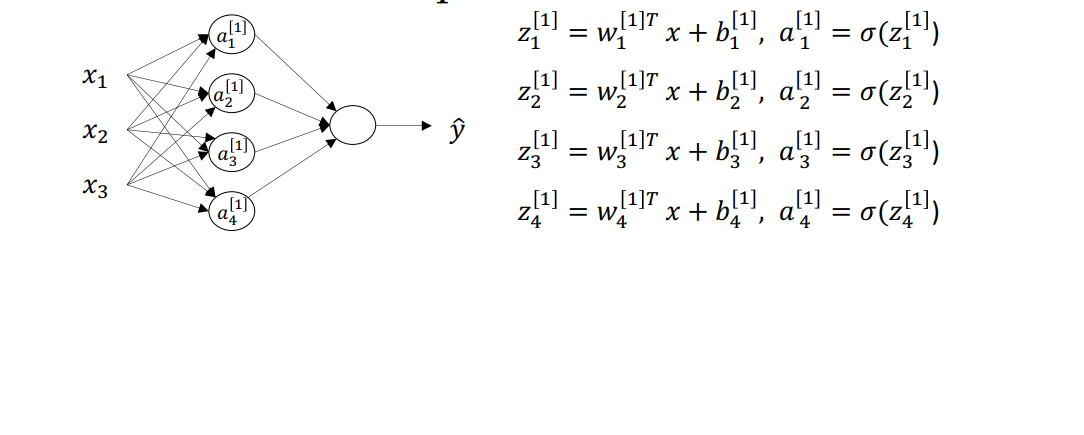 x₁
x₂
x₃
a₁^[1]
a₂^[1]
a₃^[1]
a₄^[1]
ŷ
z₁^[1] = w₁^[1]T x + b₁^[1], a₁^[1] = σ(z₁^[1])
z₂^[1] = w₂^[1]T x + b₂^[1], a₂^[1] = σ(z₂^[1])
z₃^[1] = w₃^[1]T x + b₃^[1], a₃^[1] = σ(z₃^[1])
z₄^[1] = w₄^[1]T x + b₄^[1], a₄^[1] = σ(z₄^[1])